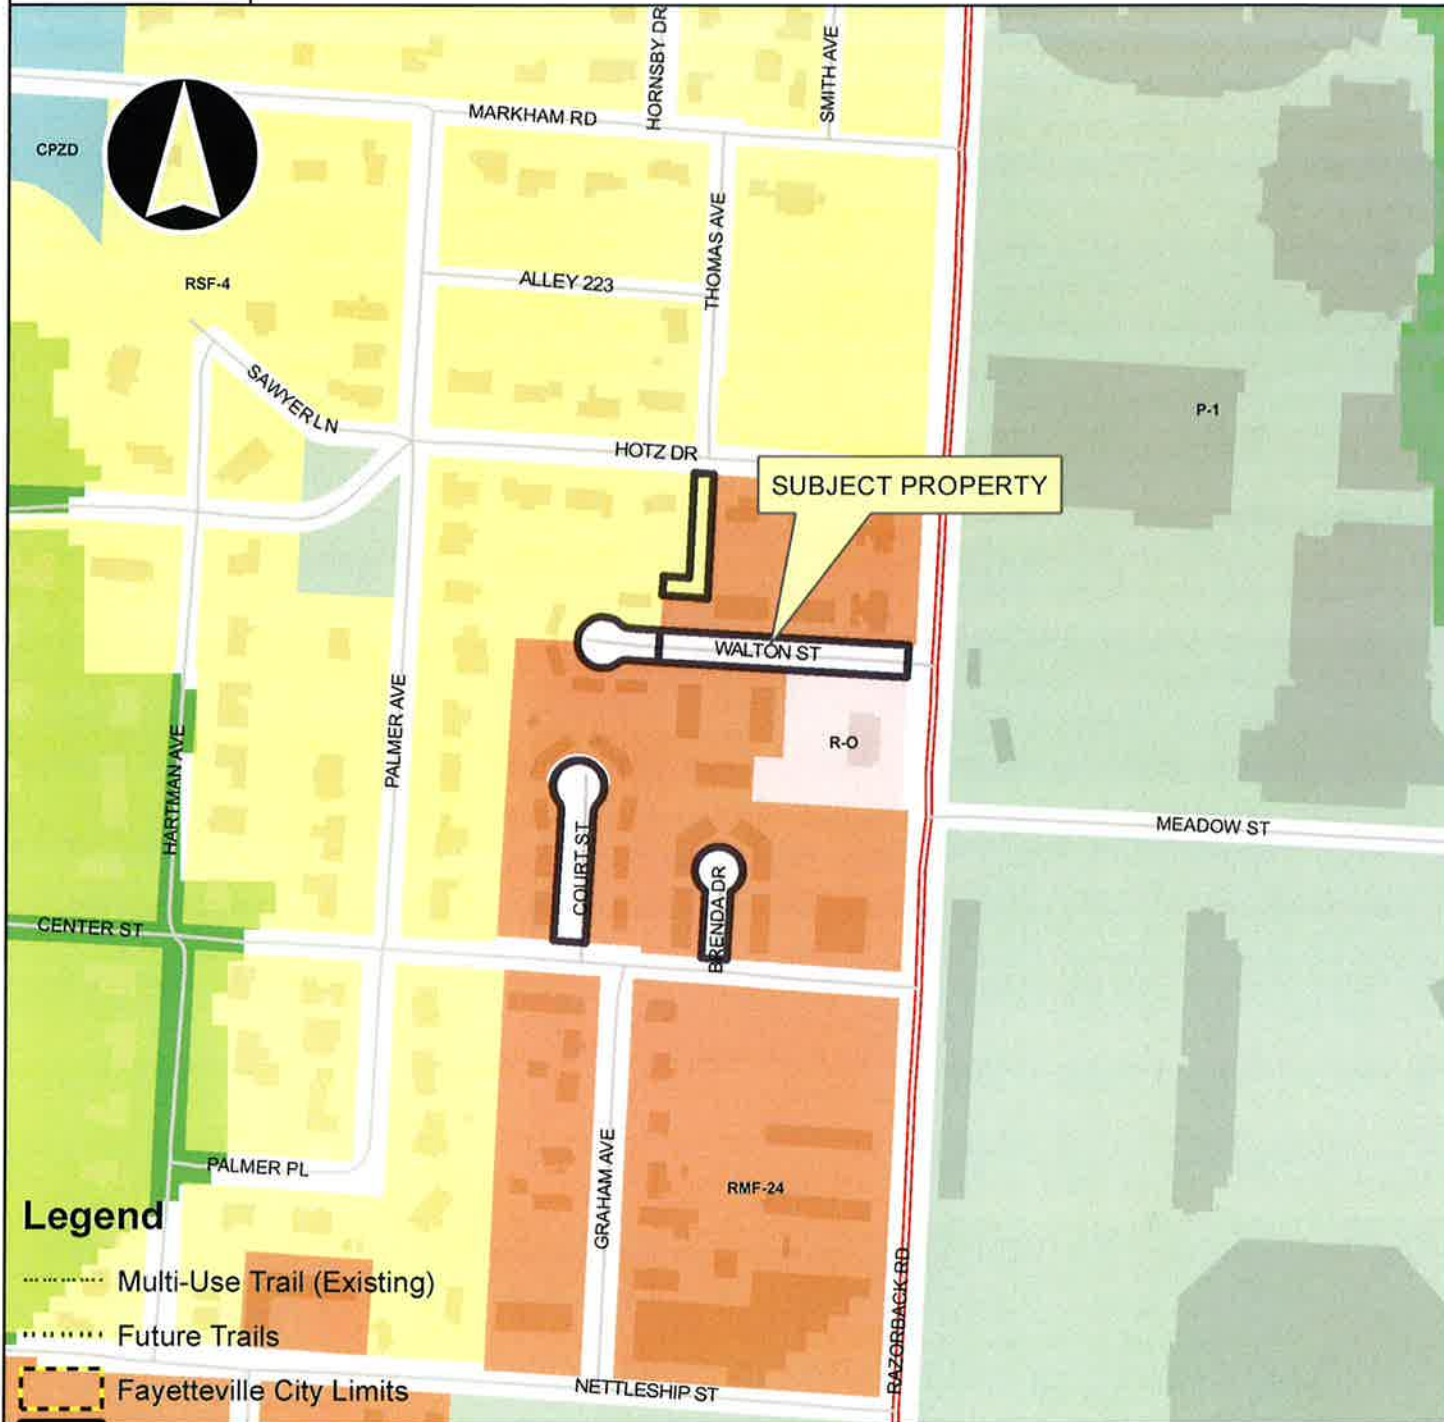 HORNSBY DR
SMITH AVE
MARKHAM RD
CPZD
THOMAS AVE
ALLEY 223
RSF-4
SAWYER LN
P-1
HOTZ DR
SUBJECT PROPERTY
WALTON ST
PALMER AVE
R-O
HARTMAN AVE
MEADOW ST
COURT ST
BRENDA DR
CENTER ST
PALMER PL
GRAHAM AVE
RMF-24
RAZORBACK RD
Legend
Multi-Use Trail (Existing)
Future Trails
Fayetteville City Limits
NETTLESHIP ST